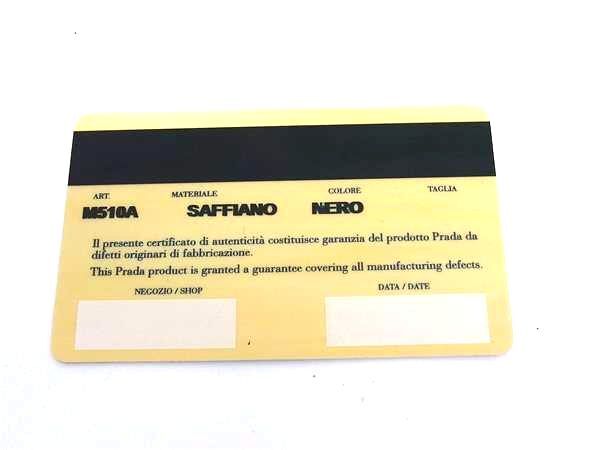 ART. MATERIALE COLORE TAGLIA
M510A SAFFIANO NERO
Il presente certificato di autenticità costituisce garanzia del prodotto Prada da
difetti originari di fabbricazione.
This Prada product is granted a guarantee covering all manufacturing defects.
NEGOZIO / SHOP DATA / DATE